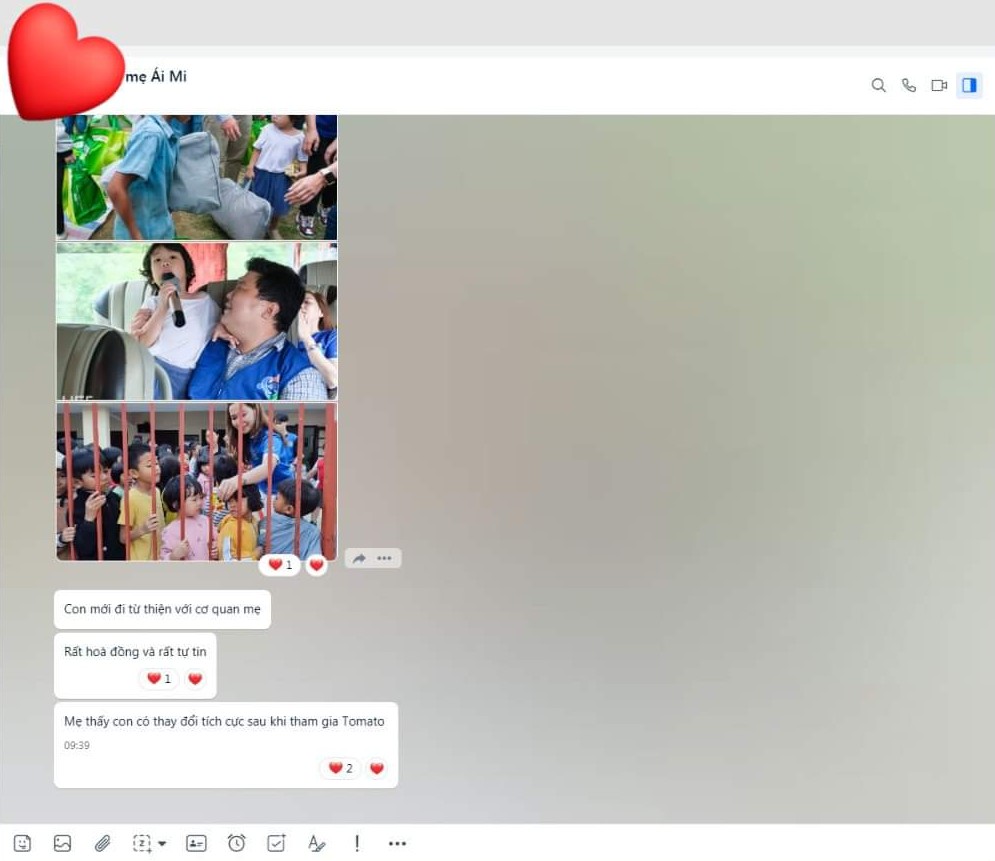 mẹ Ái Mi
1
Con mới đi từ thiện với cơ quan mẹ
Rất hoà đồng và rất tự tin
1
Mẹ thấy con có thay đổi tích cực sau khi tham gia Tomato
09:39
2